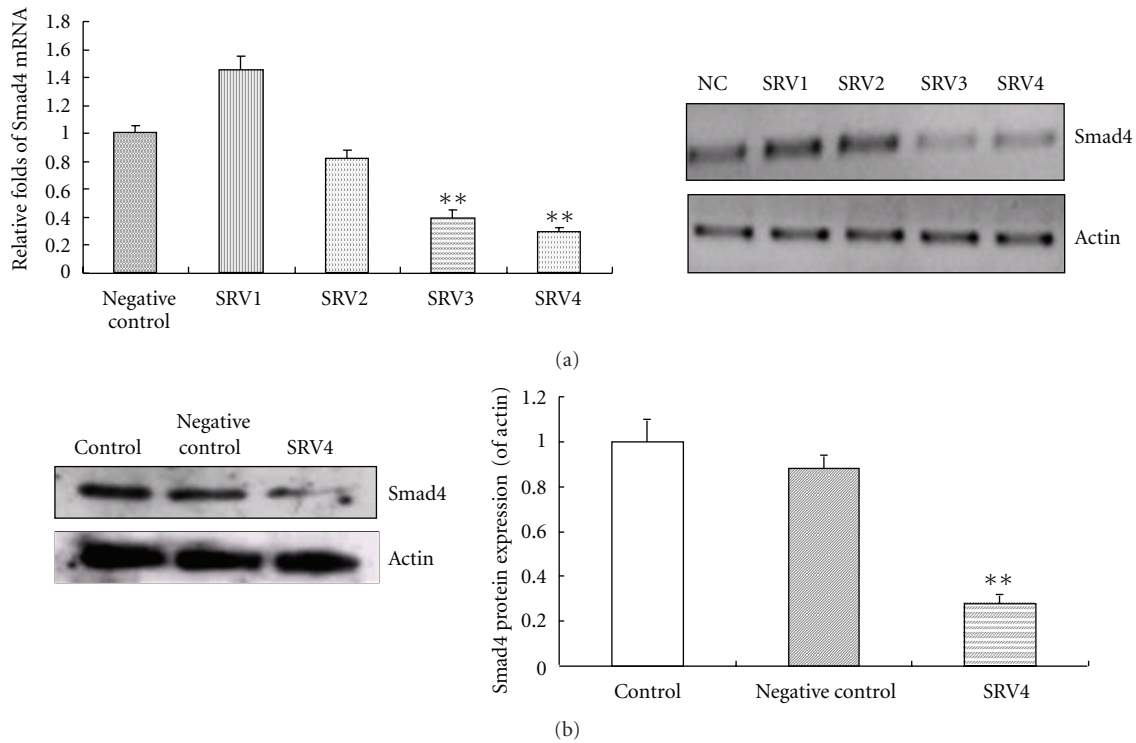 Relative folds of Smad4 mRNA
1.8
1.6
1.4
1.2
1
0.8
0.6
0.4
0.2
0
**
**
Negative
control
SRV1
SRV2
SRV3
SRV4
NC SRV1 SRV2 SRV3 SRV4
Smad4
Actin
(a)
Control
Negative
control
SRV4
Smad4
Actin
Smad4 protein expression (of actin)
1.2
1
0.8
0.6
0.4
0.2
0
**
Control
Negative control
SRV4
(b)